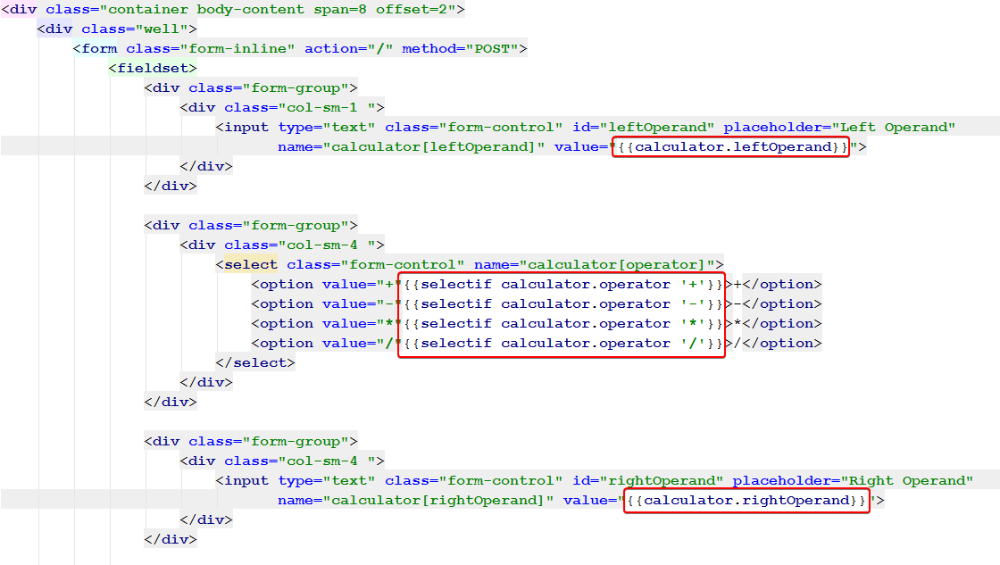 <div class="container body-content span=8 offset=2">
<div class="well">
<form class="form-inline" action="/" method="POST">
<fieldset>
<div class="form-group">
<div class="col-sm-1 ">
<input type="text" class="form-control" id="leftOperand" placeholder="Left Operand"
name="calculator[leftOperand]" value="{{calculator.leftOperand}}">
</div>
</div>
<div class="form-group">
<div class="col-sm-4 ">
<select class="form-control" name="calculator[operator]">
<option value="+"{{selectif calculator.operator '+'}}>+</option>
<option value="-"{{selectif calculator.operator '-'}}>-</option>
<option value="*"{{selectif calculator.operator '*'}}>*</option>
<option value="/"{{selectif calculator.operator '/'}}>/</option>
</select>
</div>
</div>
<div class="form-group">
<div class="col-sm-4 ">
<input type="text" class="form-control" id="rightOperand" placeholder="Right Operand"
name="calculator[rightOperand]" value="{{calculator.rightOperand}}">
</div>
</div>